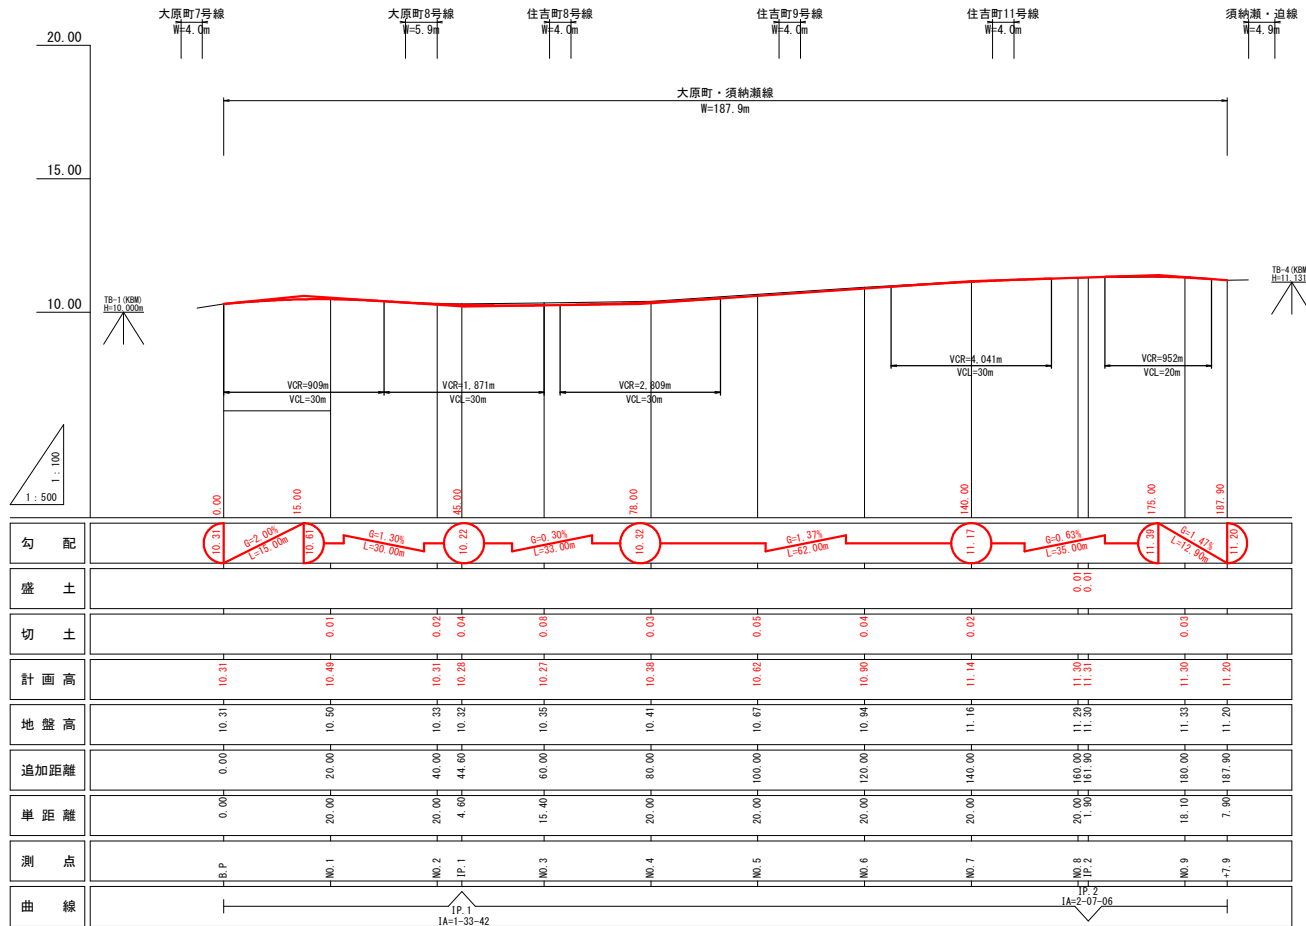 大原町7号線
W=4.0m
大原町8号線
W=5.9m
住吉町8号線
W=4.0m
住吉町9号線
W=4.0m
住吉町11号線
W=4.0m
須納瀬・迫線
W=4.9m
20.00
大原町・須納瀬線
W=187.9m
15.00
10.00
TB-1(KBM)
H=10.000m
TB-4(KBM)
H=11.131
VCR=909m
VCL=30m
VCR=1,871m
VCL=30m
VCR=2,809m
VCL=30m
VCR=4,041m
VCL=30m
VCR=952m
VCL=20m
1:100
1:500
0.00 15.00 45.00 78.00 140.00 175.00 187.90
勾配
10.31 G=2.00% L=15.00m 10.61 G=1.30% L=30.00m 10.22 G=0.30% L=33.00m 10.32 G=1.37% L=62.00m 11.17 G=0.63% L=35.00m 11.39 G=1.47% L=12.90m 11.20
盛土
0.01 0.01
切土
0.01 0.02 0.04 0.08 0.03 0.05 0.04 0.02 0.03
計画高
10.31 10.49 10.31 10.28 10.27 10.38 10.62 10.90 11.14 11.30 11.31 11.30 11.20
地盤高
10.31 10.50 10.33 10.32 10.35 10.41 10.67 10.94 11.16 11.29 11.30 11.33 11.20
追加距離
0.00 20.00 40.00 44.60 60.00 80.00 100.00 120.00 140.00 160.00 161.90 180.00 187.90
単距離
0.00 20.00 20.00 4.60 15.40 20.00 20.00 20.00 20.00 20.00 1.90 18.10 7.90
測点
B.P NO.1 NO.2 IP.1 NO.3 NO.4 NO.5 NO.6 NO.7 NO.8 IP.2 NO.9 +7.9
曲線
IP.1
IA=1-33-42
IP.2
IA=2-07-06